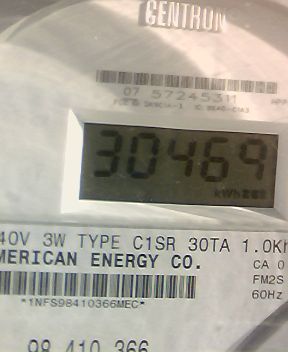 CENTRON
07 57245311
30469
kWh
40V 3W TYPE C1SR 30TA 1.0Kh
MERICAN ENERGY CO.
CA 0
FM2S
60Hz
*1NFS98410366MEC*
98 410 366